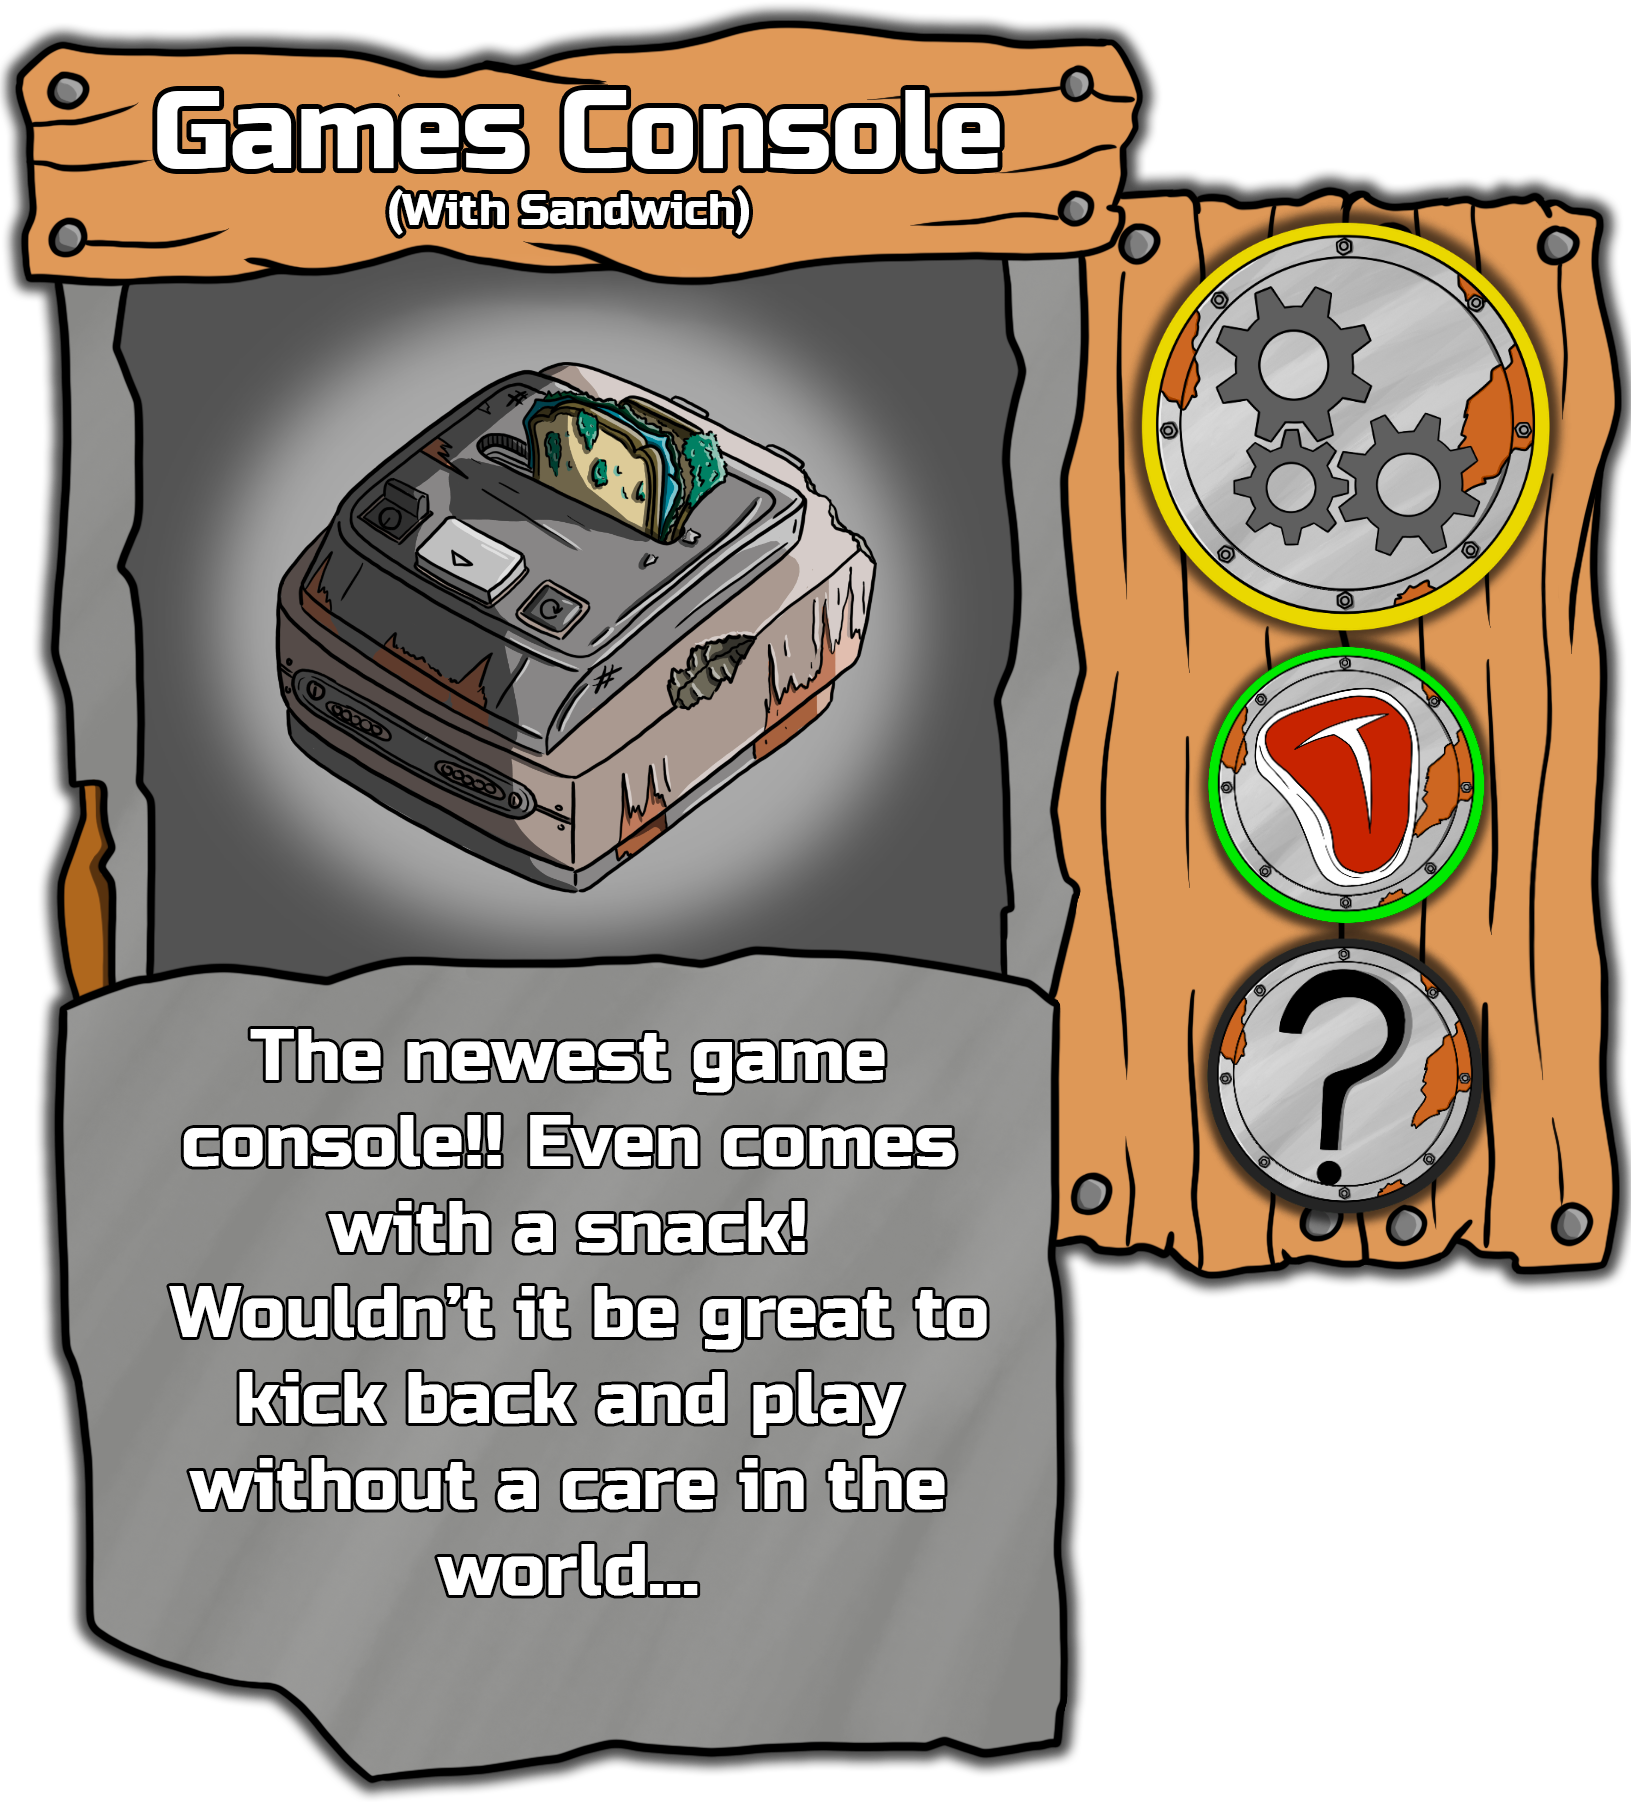 Games Console
(With Sandwich)
The newest game
console!! Even comes
with a snack!
Wouldn't it be great to
kick back and play
without a care in the
world...
?